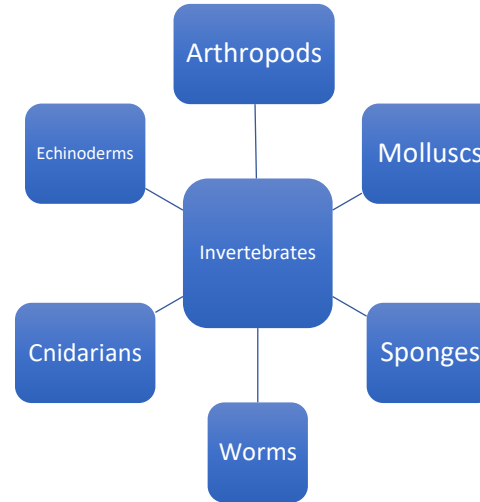 Arthropods
Echinoderms
Molluscs
Invertebrates
Cnidarians
Sponges
Worms